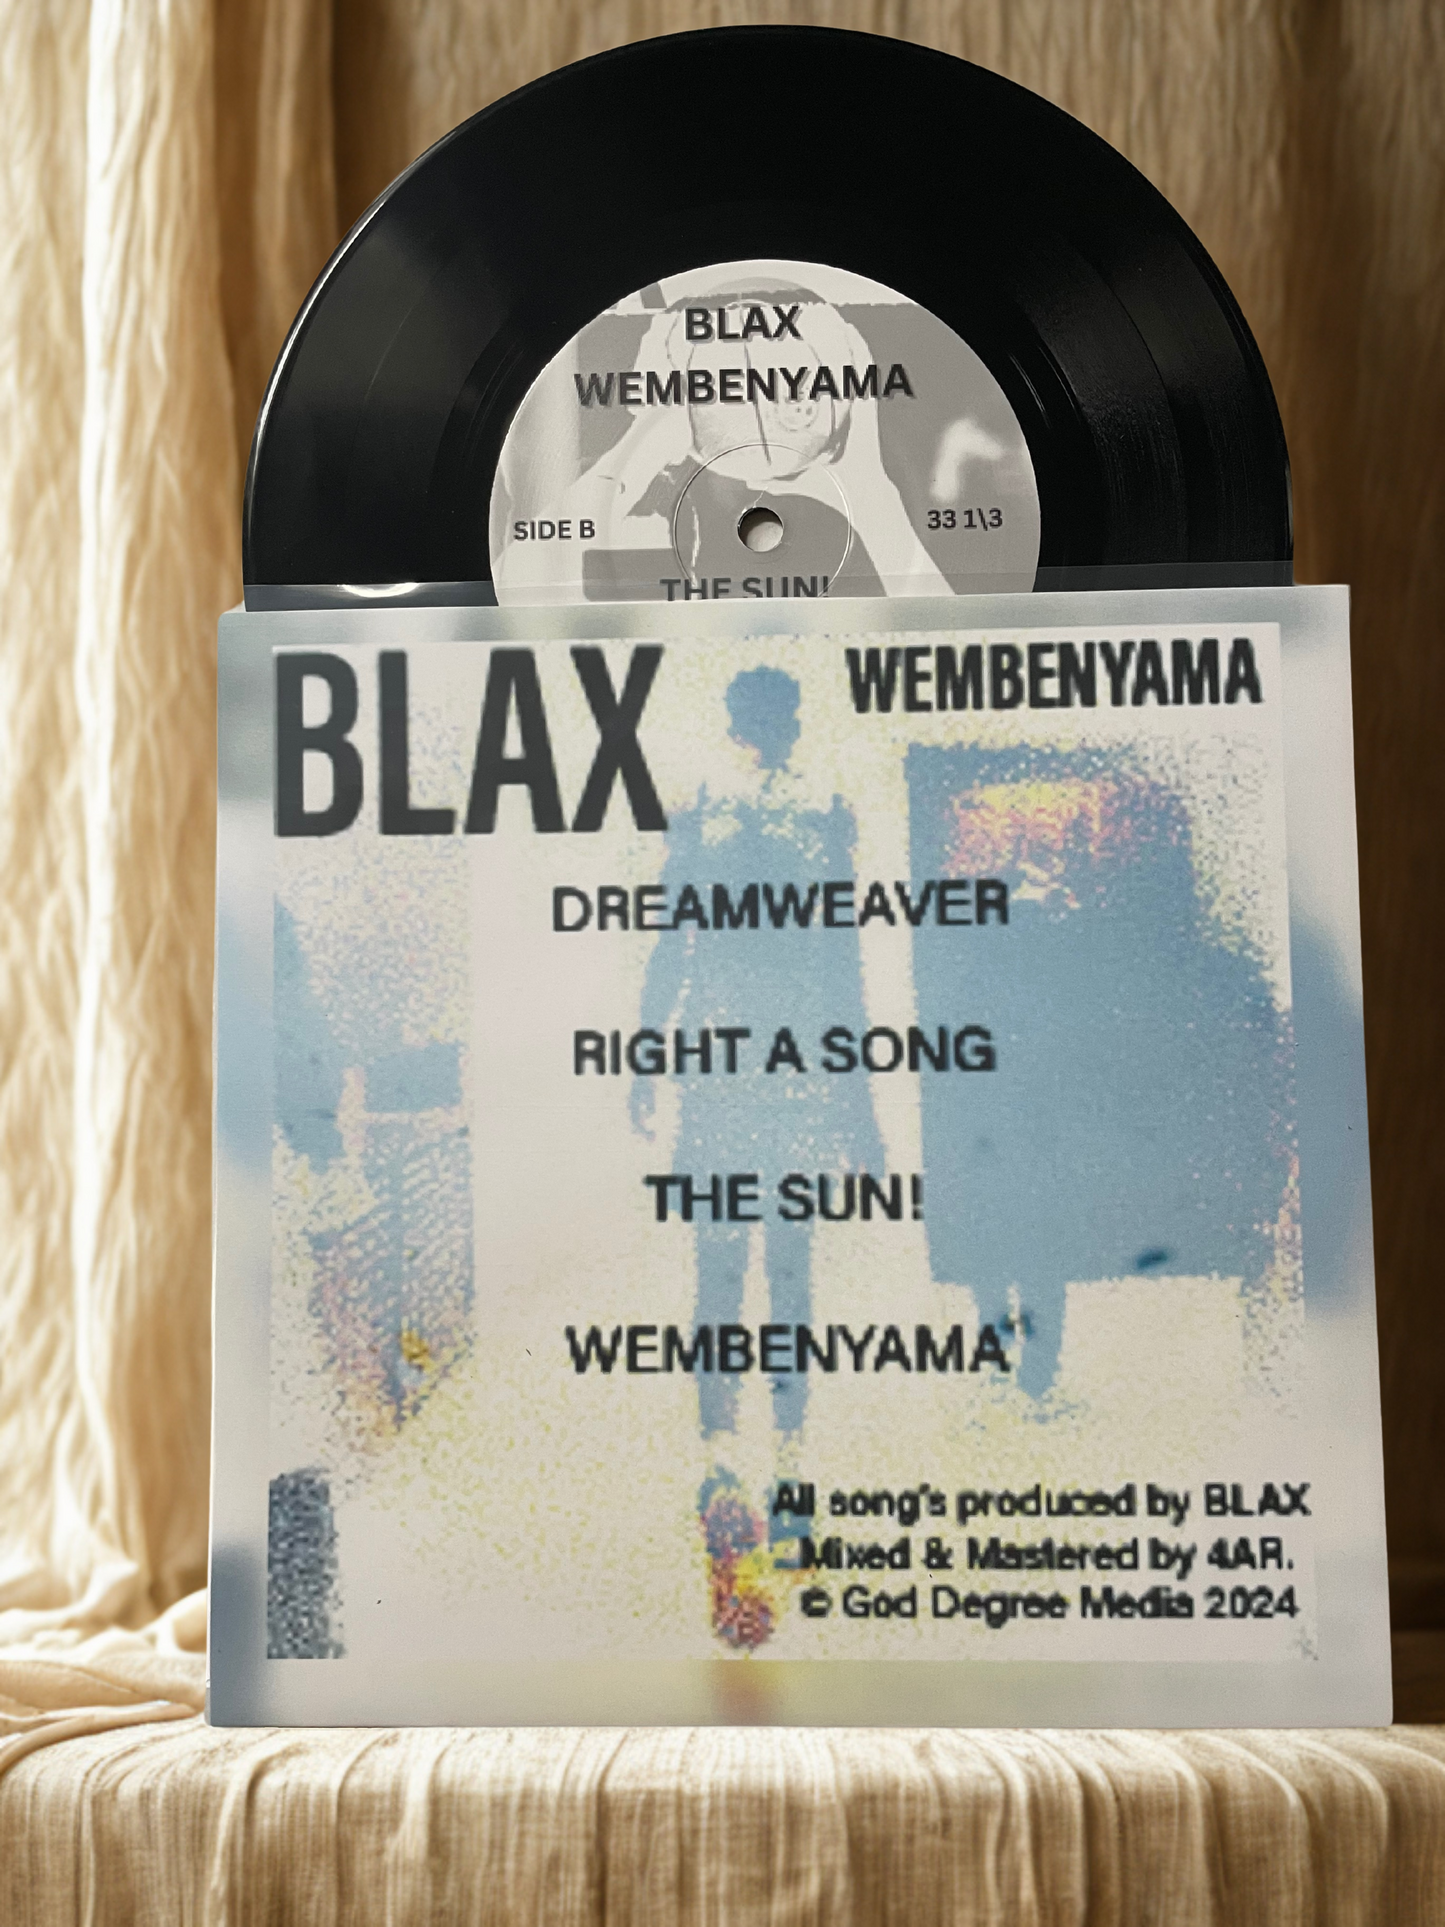 BLAX
WEMBENYAMA
SIDE B
33 1\3
THE SUN!
BLAX
WEMBENYAMA
DREAMWEAVER
RIGHT A SONG
THE SUN!
WEMBENYAMA
All song's produced by BLAX
Mixed & Mastered by 4AR.
© God Degree Media 2024